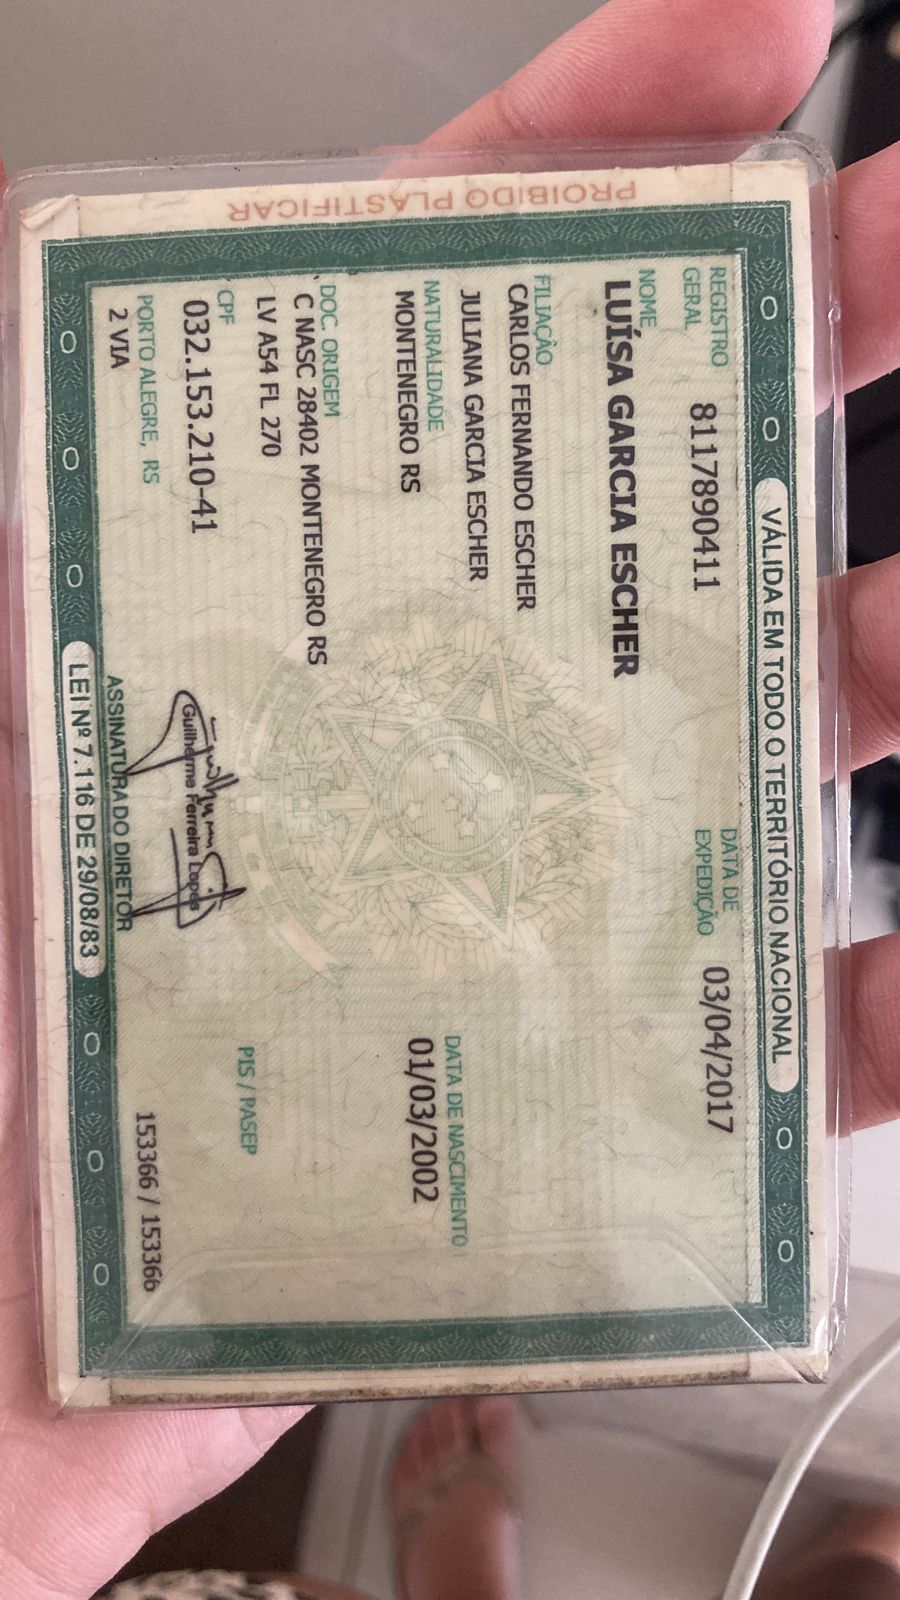 PROIBIDO PLASTIFICAR
VÁLIDA EM TODO O TERRITÓRIO NACIONAL
REGISTRO GERAL 8117890411 DATA DE EXPEDIÇÃO 03/04/2017
NOME
LUÍSA GARCIA ESCHER
FILIAÇÃO
CARLOS FERNANDO ESCHER
JULIANA GARCIA ESCHER
NATURALIDADE DATA DE NASCIMENTO
MONTENEGRO RS 01/03/2002
DOC. ORIGEM
C NASC 28402 MONTENEGRO RS
LV A54 FL 270
CPF PIS / PASEP
032.153.210-41
Guilherme Ferreira Lopes
PORTO ALEGRE, RS 153366 / 153366
2 VIA ASSINATURA DO DIRETOR
LEI Nº 7.116 DE 29/08/83